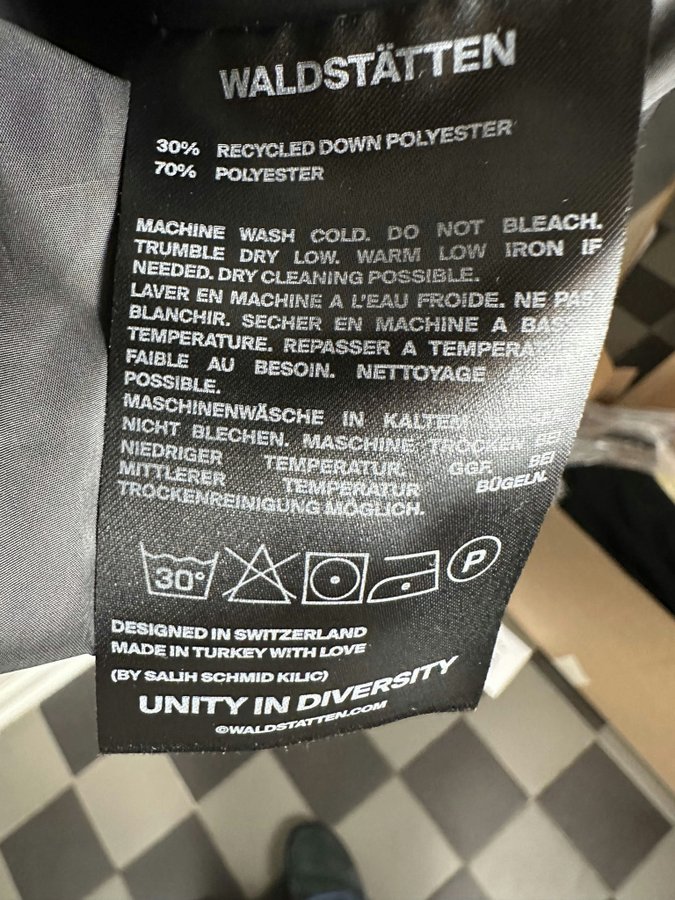 WALDSTÄTTEN
30% RECYCLED DOWN POLYESTER
70% POLYESTER
MACHINE WASH COLD. DO NOT BLEACH.
TRUMBLE DRY LOW. WARM LOW IRON IF
NEEDED. DRY CLEANING POSSIBLE.
LAVER EN MACHINE A L'EAU FROIDE. NE PAS
BLANCHIR. SECHER EN MACHINE A
TEMPERATURE. REPASSER A
FAIBLE AU BESOIN. NETTOYAGE
POSSIBLE.
MASCHINENWÄSCHE IN KALTEM
NICHT BLECHEN. MASCHINE TROCKEN BEI
NIEDRIGER TEMPERATUR. GGF. BEI
MITTLERER TEMPERATUR BÜGELN.
TROCKENREINIGUNG MÖGLICH.
30° P
DESIGNED IN SWITZERLAND
MADE IN TURKEY WITH LOVE
(BY SALIH SCHMID KILIC)
UNITY IN DIVERSITY
©WALDSTATTEN.COM